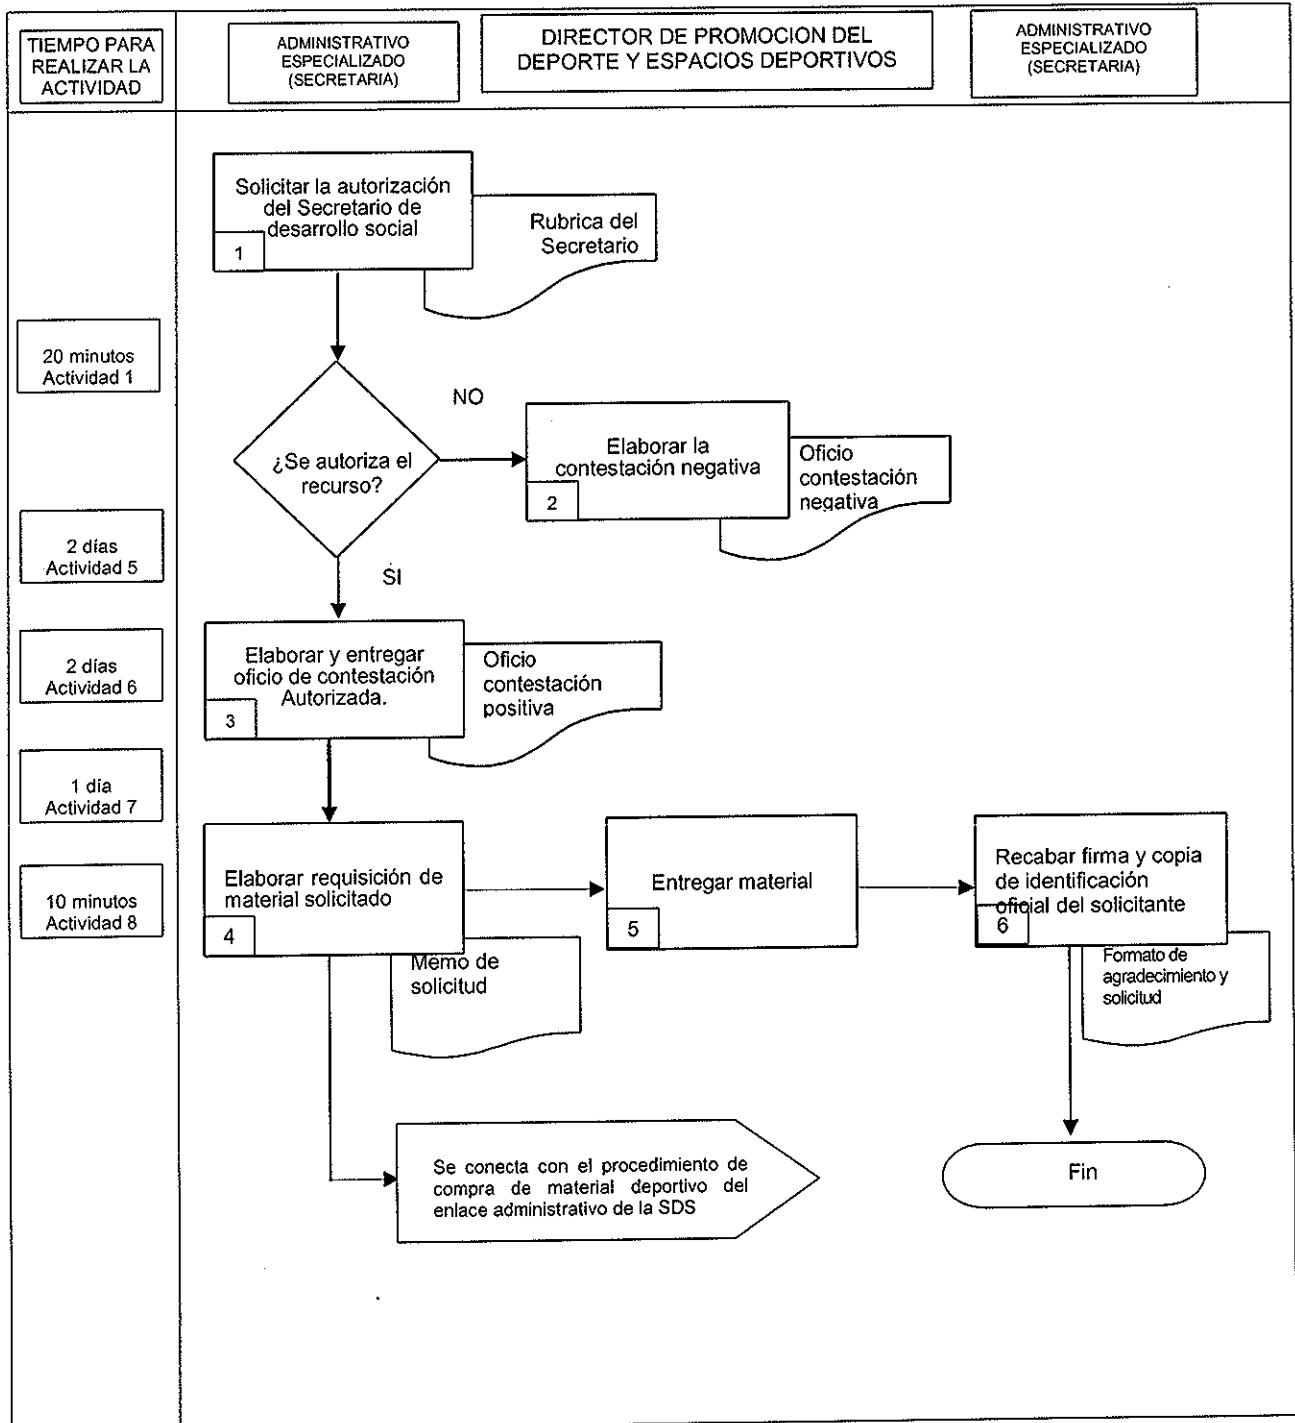 TIEMPO PARA
REALIZAR LA
ACTIVIDAD
ADMINISTRATIVO
ESPECIALIZADO
(SECRETARIA)
DIRECTOR DE PROMOCION DEL
DEPORTE Y ESPACIOS DEPORTIVOS
ADMINISTRATIVO
ESPECIALIZADO
(SECRETARIA)
Solicitar la autorización
del Secretario de
desarrollo social
1
Rubrica del
Secretario
20 minutos
Actividad 1
¿Se autoriza el
recurso?
NO
Elaborar la
contestación negativa
2
Oficio
contestación
negativa
2 días
Actividad 5
SI
2 días
Actividad 6
Elaborar y entregar
oficio de contestación
Autorizada.
3
Oficio
contestación
positiva
1 día
Actividad 7
10 minutos
Actividad 8
Elaborar requisición de
material solicitado
4
Memo de
solicitud
Entregar material
5
Recabar firma y copia
de identificación
oficial del solicitante
6
Formato de
agradecimiento y
solicitud
Se conecta con el procedimiento de
compra de material deportivo del
enlace administrativo de la SDS
Fin